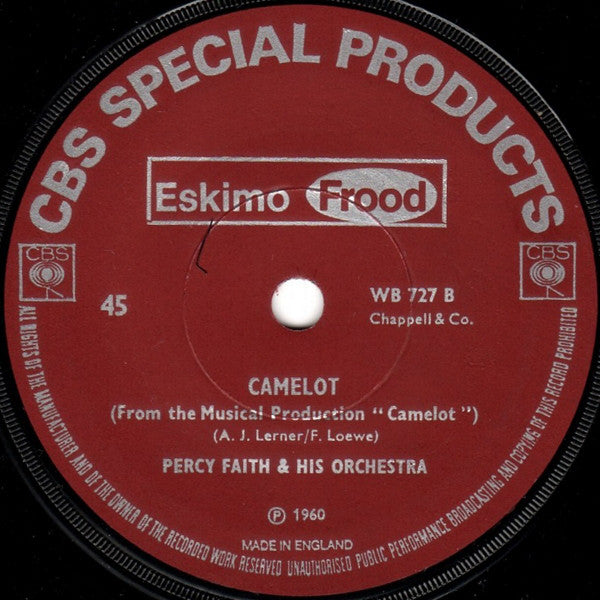 CBS SPECIAL PRODUCTS
Eskimo Frood
CBS
CBS
45
WB 727 B
Chappell & Co.
CAMELOT
(From the Musical Production “Camelot”)
(A. J. Lerner/F. Loewe)
PERCY FAITH & HIS ORCHESTRA
Ⓟ 1960
MADE IN ENGLAND
ALL RIGHTS OF THE MANUFACTURER AND OF THE OWNER OF THE RECORDED WORK RESERVED UNAUTHORISED PUBLIC PERFORMANCE BROADCASTING AND COPYING OF THIS RECORD PROHIBITED